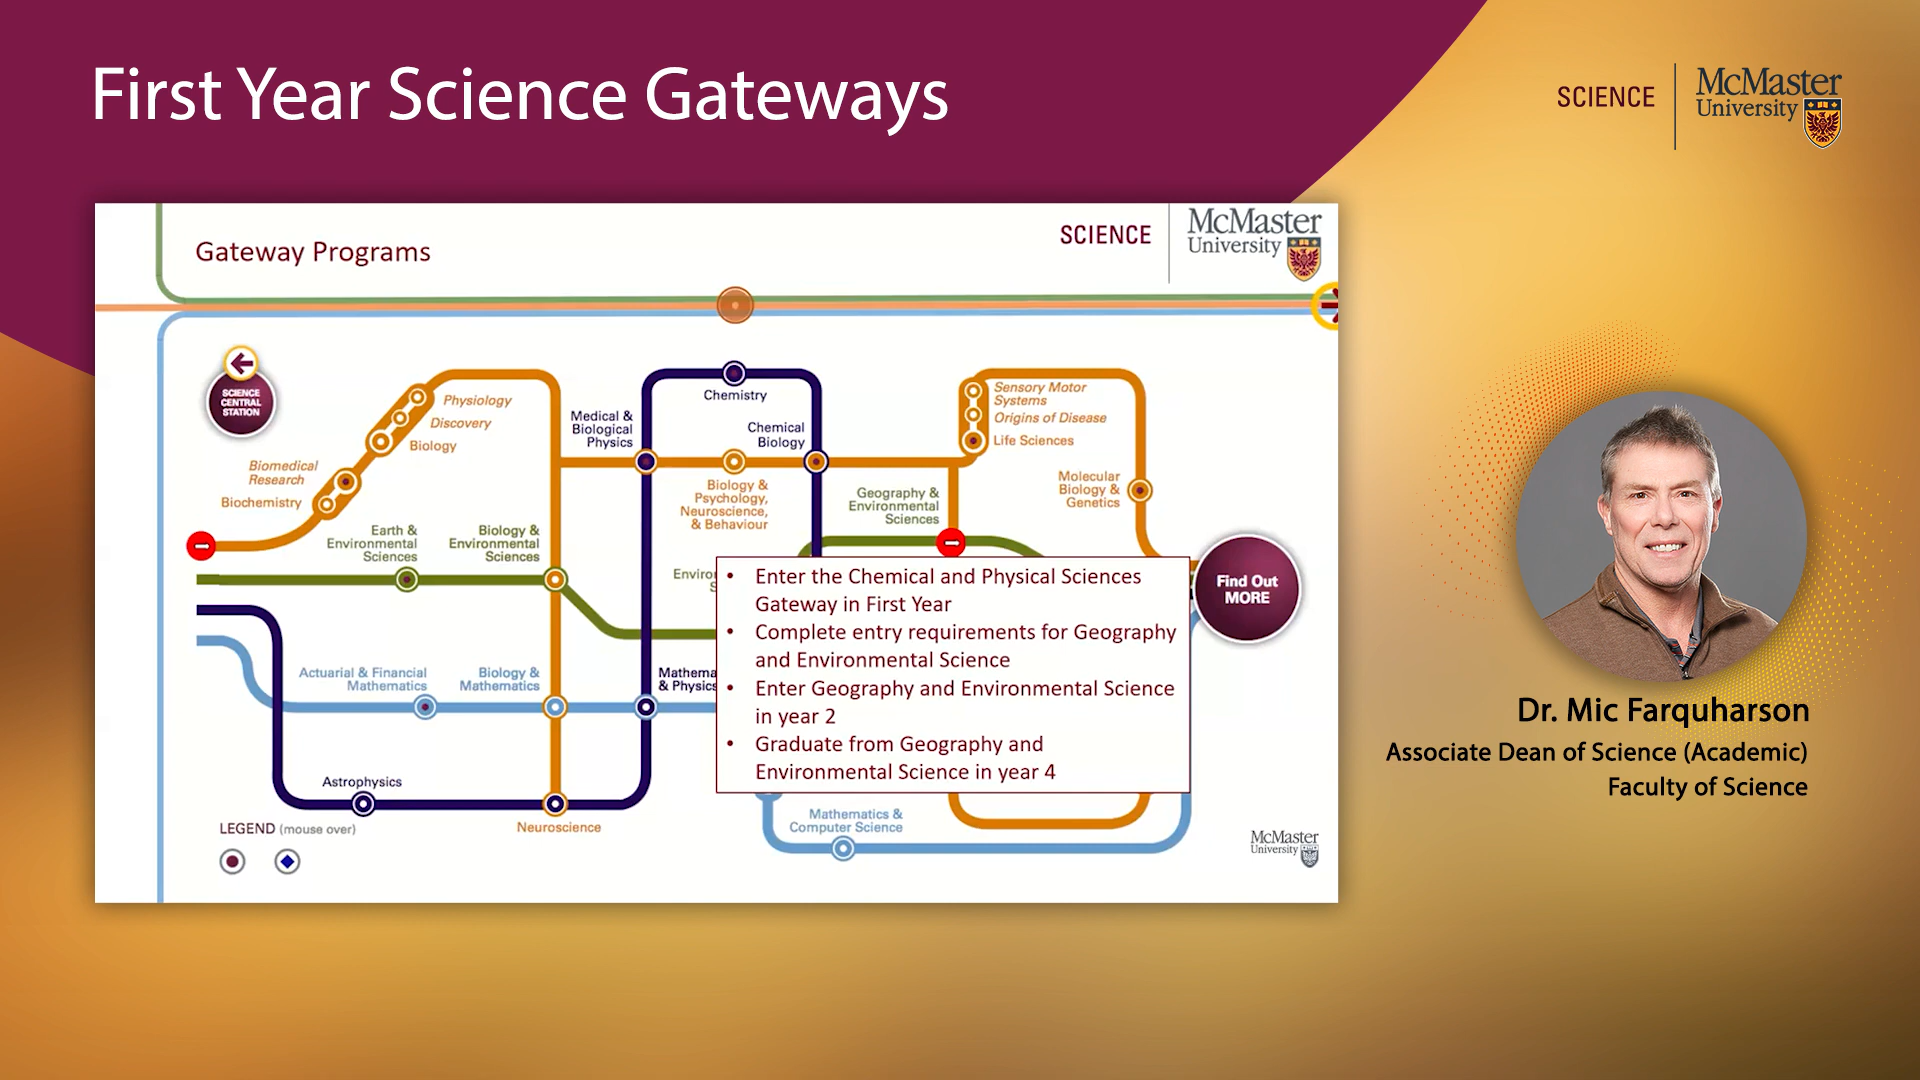 First Year Science Gateways
SCIENCE
McMaster
University
Gateway Programs
SCIENCE
McMaster
University
SCIENCE
CENTRAL
STATION
Physiology
Discovery
Biology
Biomedical
Research
Biochemistry
Earth &
Environmental
Sciences
Biology &
Environmental
Sciences
Medical &
Biological
Physics
Chemistry
Chemical
Biology
Biology &
Psychology,
Neuroscience,
& Behaviour
Geography &
Environmental
Sciences
Sensory Motor
Systems
Origins of Disease
Life Sciences
Molecular
Biology &
Genetics
Find Out
MORE
• Enter the Chemical and Physical Sciences
Gateway in First Year
• Complete entry requirements for Geography
and Environmental Science
• Enter Geography and Environmental Science
in year 2
• Graduate from Geography and
Environmental Science in year 4
Actuarial & Financial
Mathematics
Biology &
Mathematics
Mathema
& Physics
Astrophysics
Neuroscience
Mathematics &
Computer Science
LEGEND (mouse over)
McMaster
University
Dr. Mic Farquharson
Associate Dean of Science (Academic)
Faculty of Science